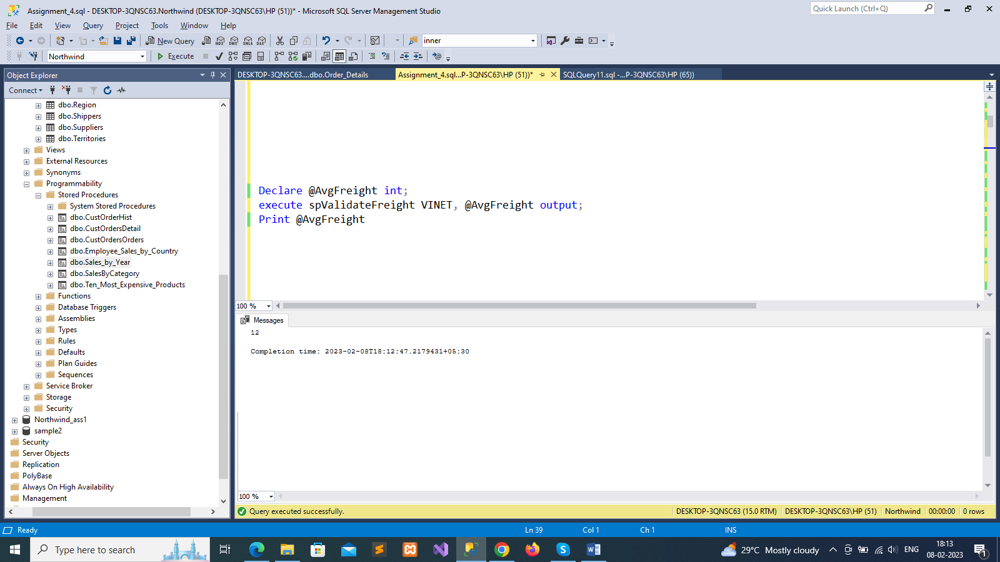 Assignment_4.sql - DESKTOP-3QNSC63.Northwind (DESKTOP-3QNSC63\HP (51))* - Microsoft SQL Server Management Studio
Quick Launch (Ctrl+Q)
File Edit View Query Project Tools Window Help
New Query MDX DMX XMLA DAX inner
Northwind Execute
Object Explorer
Connect
dbo.Region
dbo.Shippers
dbo.Suppliers
dbo.Territories
Views
External Resources
Synonyms
Programmability
Stored Procedures
System Stored Procedures
dbo.CustOrderHist
dbo.CustOrdersDetail
dbo.CustOrdersOrders
dbo.Employee_Sales_by_Country
dbo.Sales_by_Year
dbo.SalesByCategory
dbo.Ten_Most_Expensive_Products
Functions
Database Triggers
Assemblies
Types
Rules
Defaults
Plan Guides
Sequences
Service Broker
Storage
Security
Northwind_ass1
sample2
Security
Server Objects
Replication
PolyBase
Always On High Availability
Management
DESKTOP-3QNSC63....dbo.Order_Details Assignment_4.sql...P-3QNSC63\HP (51))* SQLQuery11.sql -...P-3QNSC63\HP (65))
Declare @AvgFreight int;
execute spValidateFreight VINET, @AvgFreight output;
Print @AvgFreight
100 %
Messages
12
Completion time: 2023-02-08T18:12:47.2179431+05:30
100 %
Query executed successfully. DESKTOP-3QNSC63 (15.0 RTM) DESKTOP-3QNSC63\HP (51) Northwind 00:00:00 0 rows
Ready Ln 39 Col 1 Ch 1 INS
Type here to search 29°C Mostly cloudy ENG 18:13
08-02-2023 1